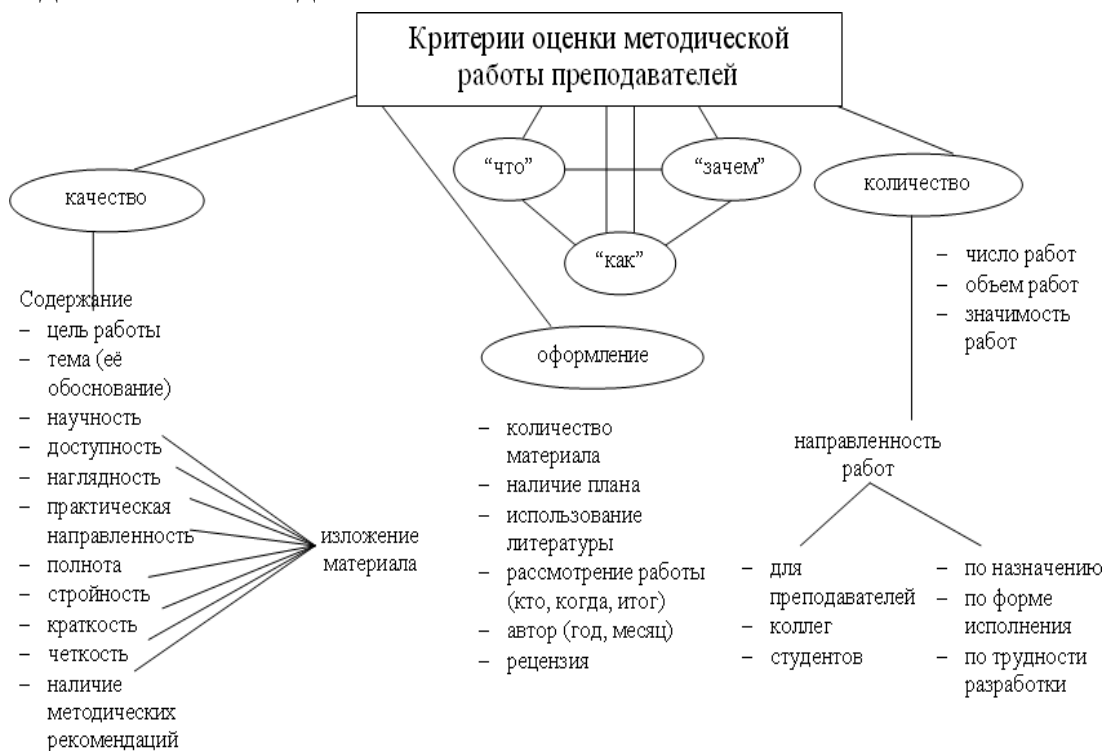 Критерии оценки методической
работы преподавателей
“что”
“зачем”
“как”
качество
количество
Содержание
– цель работы
– тема (её
обоснование)
– научность
– доступность
– наглядность
– практическая
направленность
– полнота
– стройность
– краткость
– четкость
– наличие
методических
рекомендаций
изложение
материала
оформление
– количество
материала
– наличие плана
– использование
литературы
– рассмотрение работы
(кто, когда, итог)
– автор (год, месяц)
– рецензия
– число работ
– объем работ
– значимость
работ
направленность
работ
– для
преподавателей
– коллег
– студентов
– по назначению
– по форме
исполнения
– по трудности
разработки